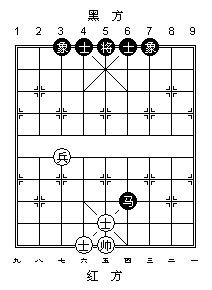 黑 方
1 2 3 4 5 6 7 8 9
象 士 将 士 象
兵
马
士
士 帅
九 八 七 六 五 四 三 二 一
红 方